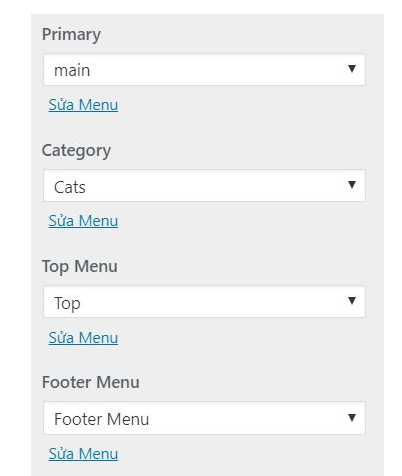 Primary
main
Sửa Menu
Category
Cats
Sửa Menu
Top Menu
Top
Sửa Menu
Footer Menu
Footer Menu
Sửa Menu